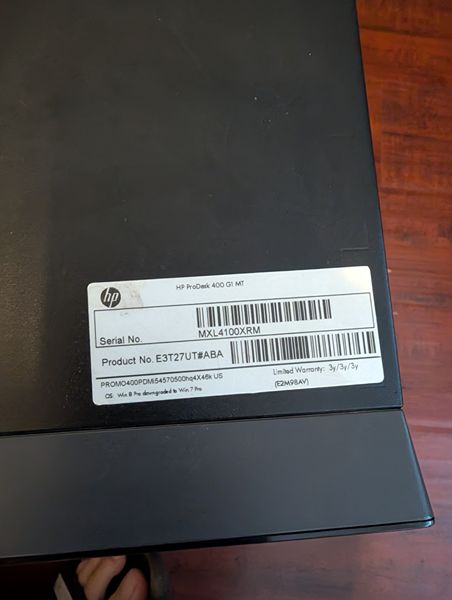 hp
HP ProDesk 400 G1 MT
Serial No. MXL4100XRM
Product No. E3T27UT#ABA
PROMO400PDMi54570500hq4X46k US
Limited Warranty: 3y/3y/3y
OS: Win 8 Pro downgraded to Win 7 Pro
(E2M98AV)